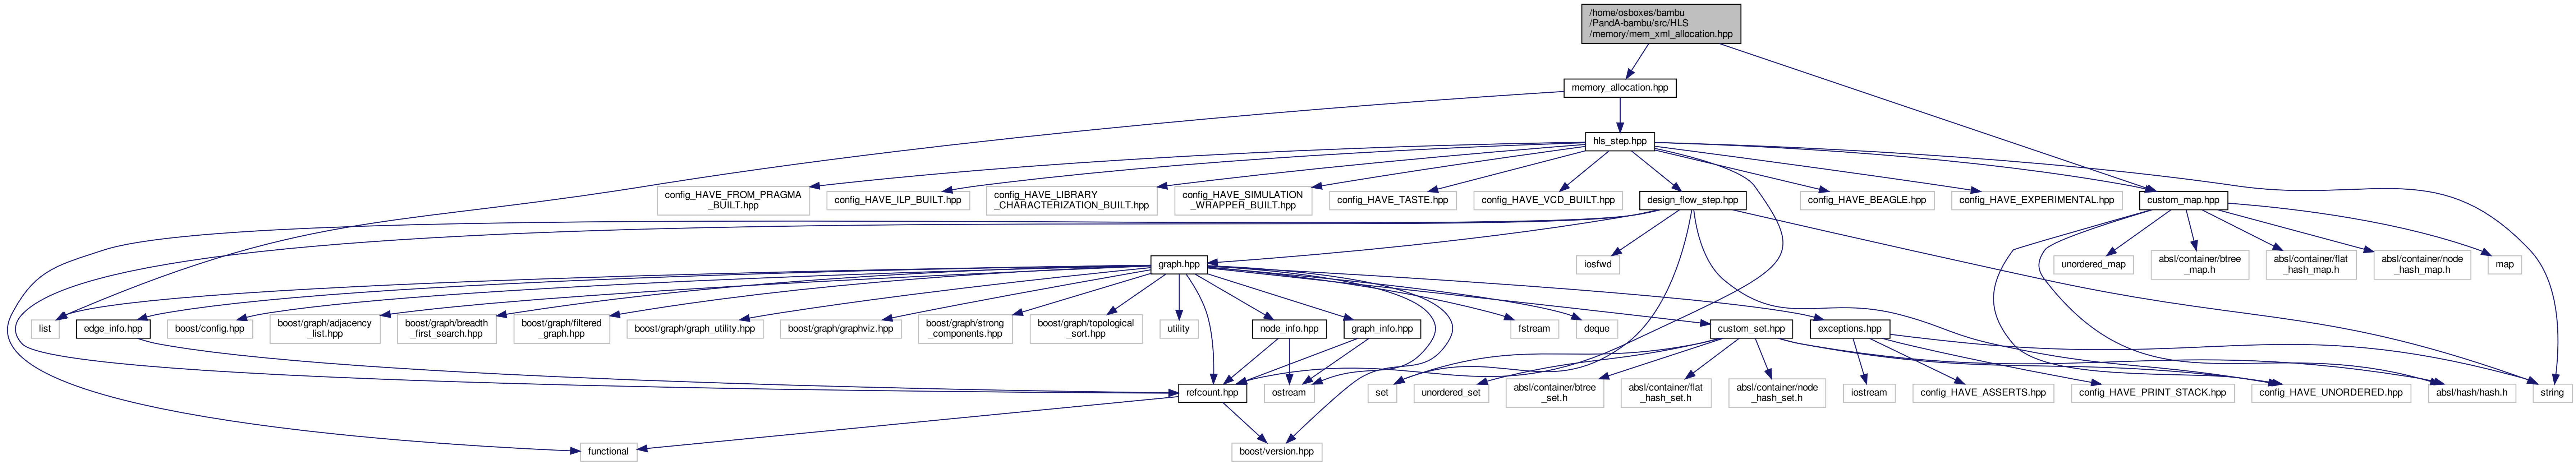 /home/osboxes/bambu
/PandA-bambu/src/HLS
/memory/mem_xml_allocation.hpp
memory_allocation.hpp
hls_step.hpp
config_HAVE_FROM_PRAGMA
_BUILT.hpp
config_HAVE_ILP_BUILT.hpp
config_HAVE_LIBRARY
_CHARACTERIZATION_BUILT.hpp
config_HAVE_SIMULATION
_WRAPPER_BUILT.hpp
config_HAVE_TASTE.hpp
config_HAVE_VCD_BUILT.hpp
design_flow_step.hpp
config_HAVE_BEAGLE.hpp
config_HAVE_EXPERIMENTAL.hpp
custom_map.hpp
graph.hpp
iosfwd
unordered_map
absl/container/btree
_map.h
absl/container/flat
_hash_map.h
absl/container/node
_hash_map.h
map
list
edge_info.hpp
boost/config.hpp
boost/graph/adjacency
_list.hpp
boost/graph/breadth
_first_search.hpp
boost/graph/filtered
_graph.hpp
boost/graph/graph_utility.hpp
boost/graph/graphviz.hpp
boost/graph/strong
_components.hpp
boost/graph/topological
_sort.hpp
utility
node_info.hpp
graph_info.hpp
fstream
deque
custom_set.hpp
exceptions.hpp
refcount.hpp
ostream
set
unordered_set
absl/container/btree
_set.h
absl/container/flat
_hash_set.h
absl/container/node
_hash_set.h
iostream
config_HAVE_ASSERTS.hpp
config_HAVE_PRINT_STACK.hpp
config_HAVE_UNORDERED.hpp
absl/hash/hash.h
string
functional
boost/version.hpp